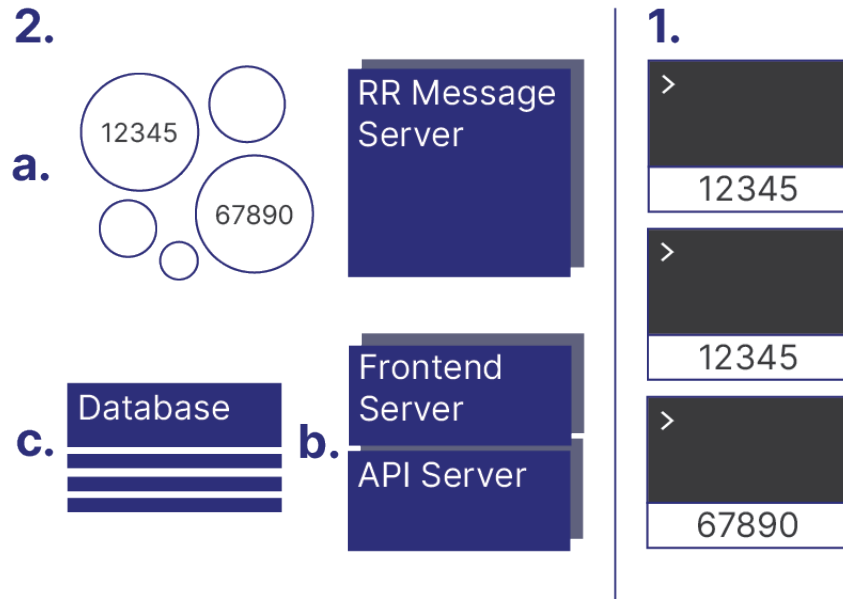 2.
a.
12345
67890
RR Message
Server
c.
Database
b.
Frontend
Server
API Server
1.
>
12345
>
12345
>
67890